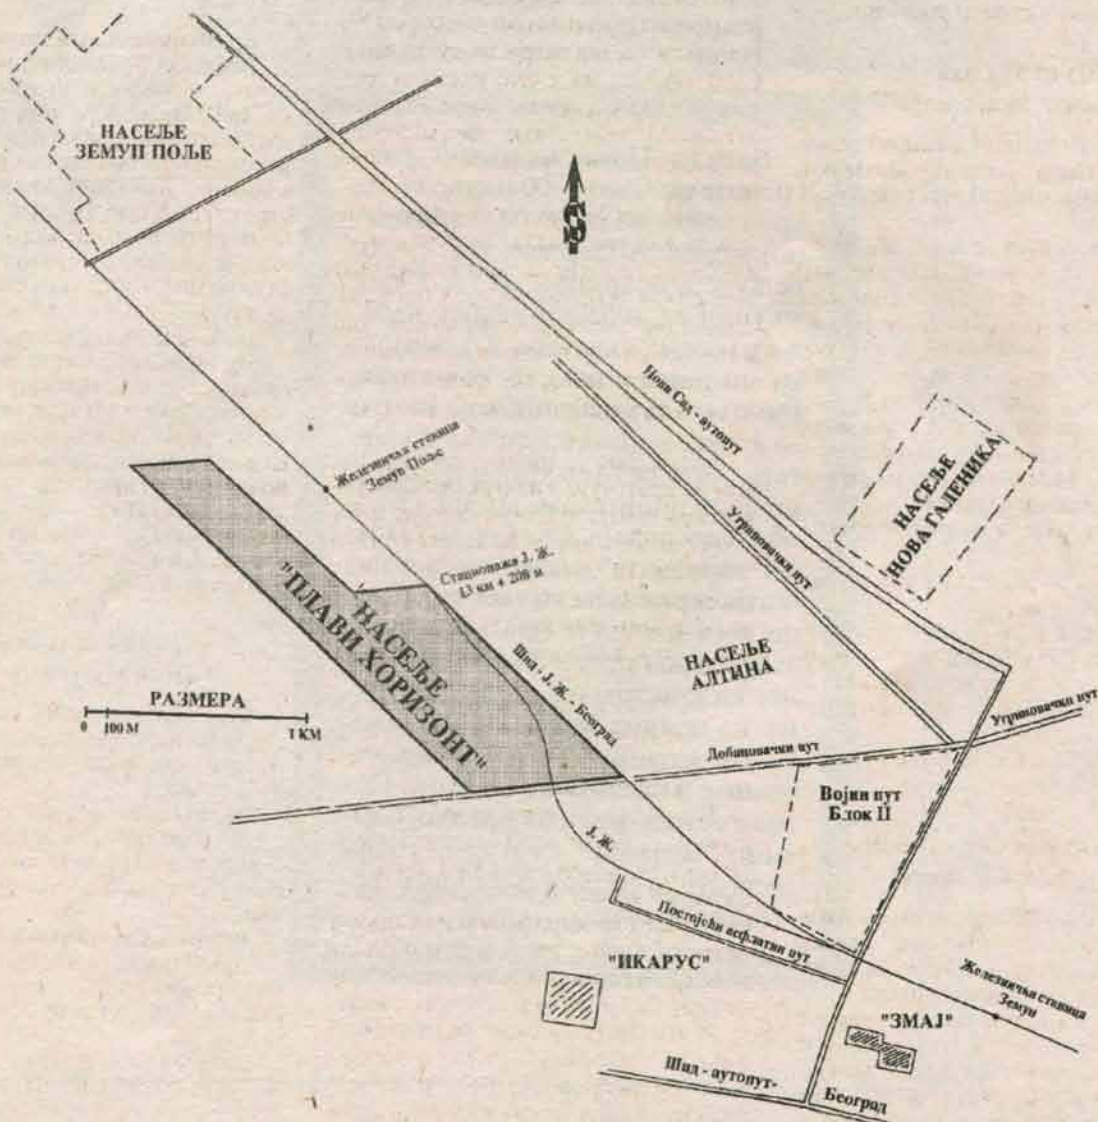 НАСЕЉЕ
ЗЕМУН ПОЉЕ
С
Нови Сад - аутопут
Железничка станица
Земун Поље
Угриновачки пут
НАСЕЉЕ
НОВА ГАЛЕНИКА
Стационажа Ј. Ж.
13 км + 208 м
НАСЕЉЕ
"ПЛАВИ ХОРИЗОНТ"
Шид - Ј. Ж. - Београд
НАСЕЉЕ
АЛТИНА
РАЗМЕРА
0 100 М 1 КМ
Угриновачки пут
Добановачки пут
Војни пут
Блок II
Ј. Ж.
Постојећи асфалтни пут
"ИКАРУС"
Железничка станица
Земун
"ЗМАЈ"
Шид - аутопут-
Београд